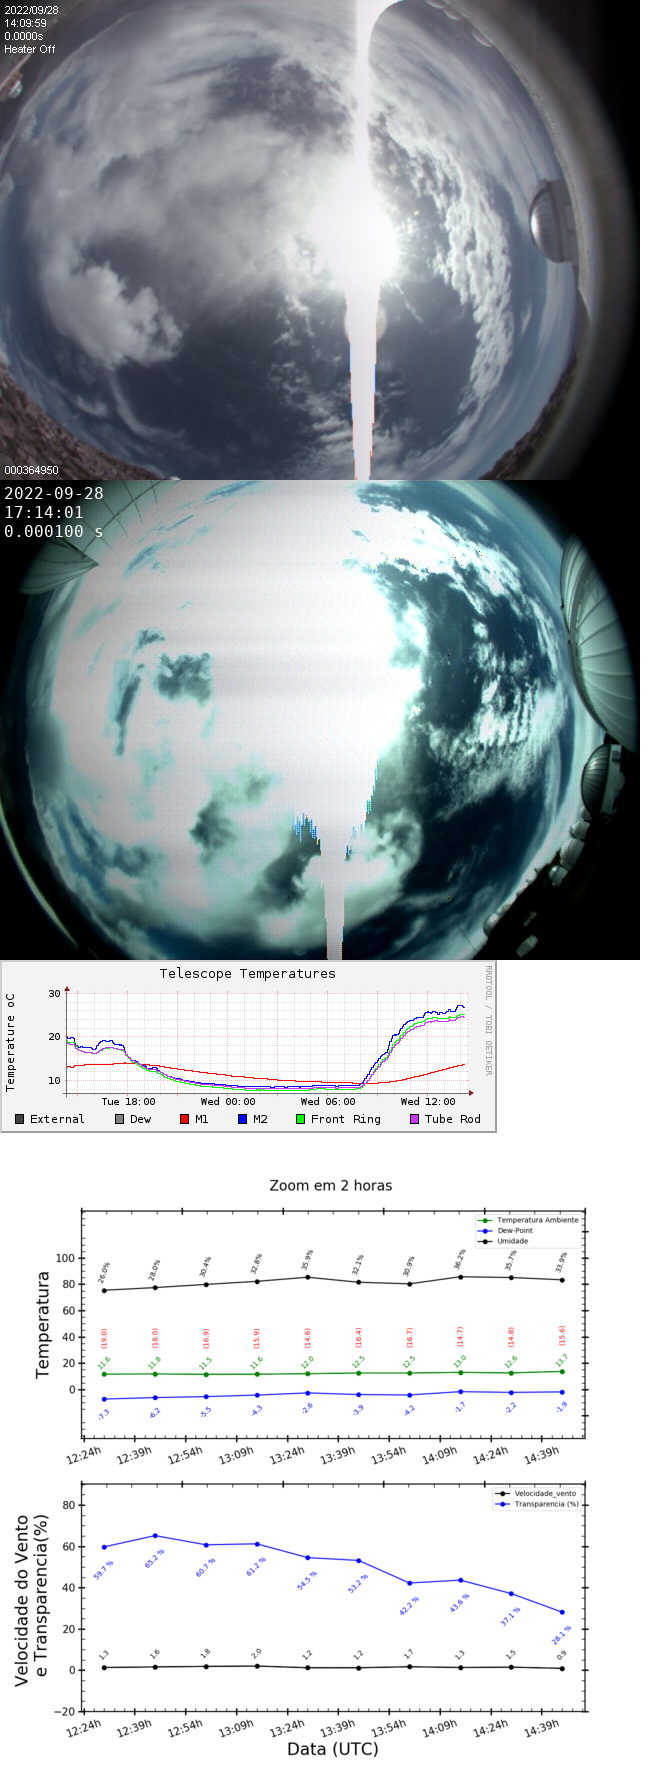 2022/09/28
14:09:59
0.0000s
Heater Off
000364950
2022-09-28
17:14:01
0.000100 s
Telescope Temperatures
RRDTOOL / TOBI OETIKER
Temperature oC
30
20
10
Tue 18:00 Wed 00:00 Wed 06:00 Wed 12:00
External Dew M1 M2 Front Ring Tube Rod
Zoom em 2 horas
Temperatura Ambiente
Dew-Point
Umidade
Temperatura
100
80
60
40
20
0
26.0% 28.0% 30.4% 32.8% 35.9% 32.1% 30.9% 36.2% 35.7% 33.9%
(19.0) (18.0) (16.9) (15.9) (14.6) (16.4) (16.7) (14.7) (14.8) (15.6)
11.6 11.8 11.5 11.6 12.0 12.5 12.5 13.0 12.6 13.7
-7.3 -6.2 -5.5 -4.3 -2.6 -3.9 -4.2 -1.7 -2.2 -1.9
12:24h 12:39h 12:54h 13:09h 13:24h 13:39h 13:54h 14:09h 14:24h 14:39h
Velocidade_vento
Transparencia (%)
Velocidade do Vento
e Transparencia(%)
80
60
40
20
0
−20
59.7 % 65.2 % 60.7 % 61.2 % 54.5 % 53.2 % 42.2 % 43.6 % 37.1 % 28.1 %
1.3 1.6 1.8 2.0 1.2 1.2 1.7 1.3 1.5 0.9
12:24h 12:39h 12:54h 13:09h 13:24h 13:39h 13:54h 14:09h 14:24h 14:39h
Data (UTC)